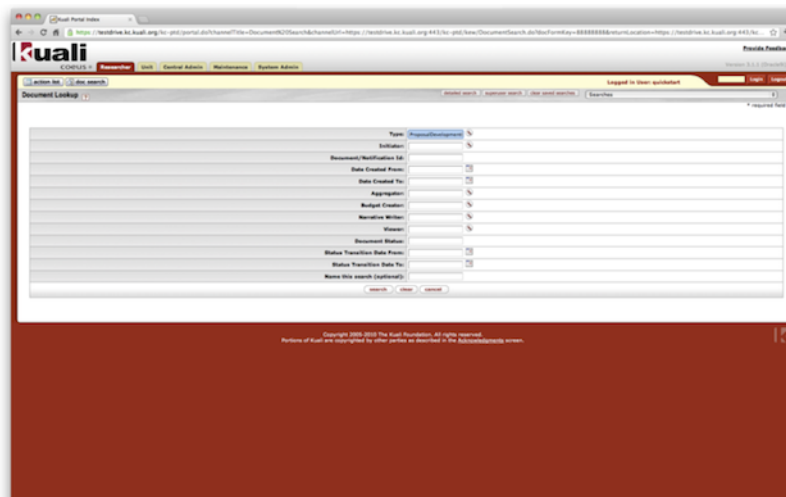 Kuali Portal Index
https://testdrive.kc.kuali.org/kc-ptd/portal.do?channelTitle=Document%20Search&channelUrl=https://testdrive.kc.kuali.org:443/kc-ptd/kew/DocumentSearch.do?docFormKey=88888888&returnLocation=https://testdrive.kc.kuali.org:443/kc...
Kuali
coeus
Provide Feedba
Researcher Unit Central Admin Maintenance System Admin
action list doc search
Logged in User: quickstart
Login Logou
Document Lookup
detailed search superuser search clear saved searches Searches
* required field
Type: ProposalDevelopment
Initiator:
Document/Notification Id:
Date Created From:
Date Created To:
Aggregator:
Budget Creator:
Narrative Writer:
Viewer:
Document Status:
Status Transition Date From:
Status Transition Date To:
Name this search (optional):
search clear cancel
Copyright 2005-2010 The Kuali Foundation. All rights reserved.
Portions of Kuali are copyrighted by other parties as described in the Acknowledgments screen.